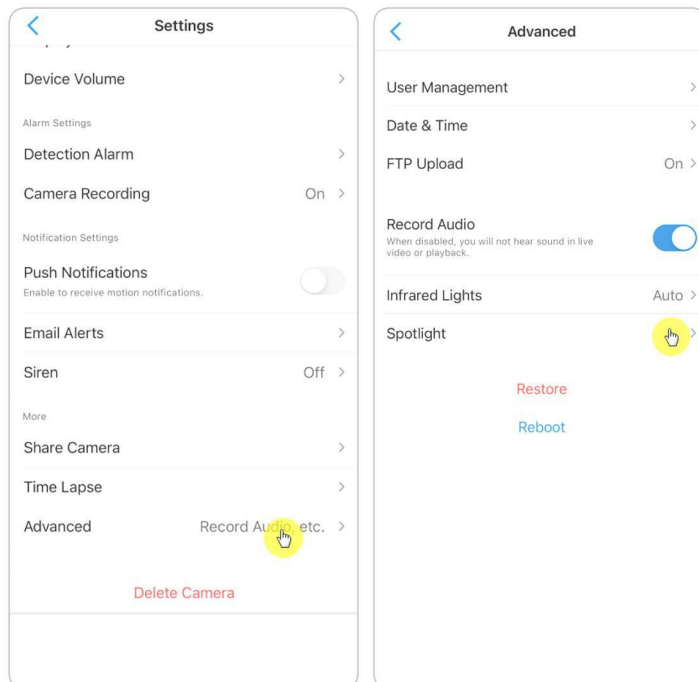 Settings
Device Volume
Alarm Settings
Detection Alarm
Camera Recording On
Notification Settings
Push Notifications
Enable to receive motion notifications.
Email Alerts
Siren Off
More
Share Camera
Time Lapse
Advanced Record Audio, etc.
Delete Camera
Advanced
User Management
Date & Time
FTP Upload On
Record Audio
When disabled, you will not hear sound in live
video or playback.
Infrared Lights Auto
Spotlight
Restore
Reboot